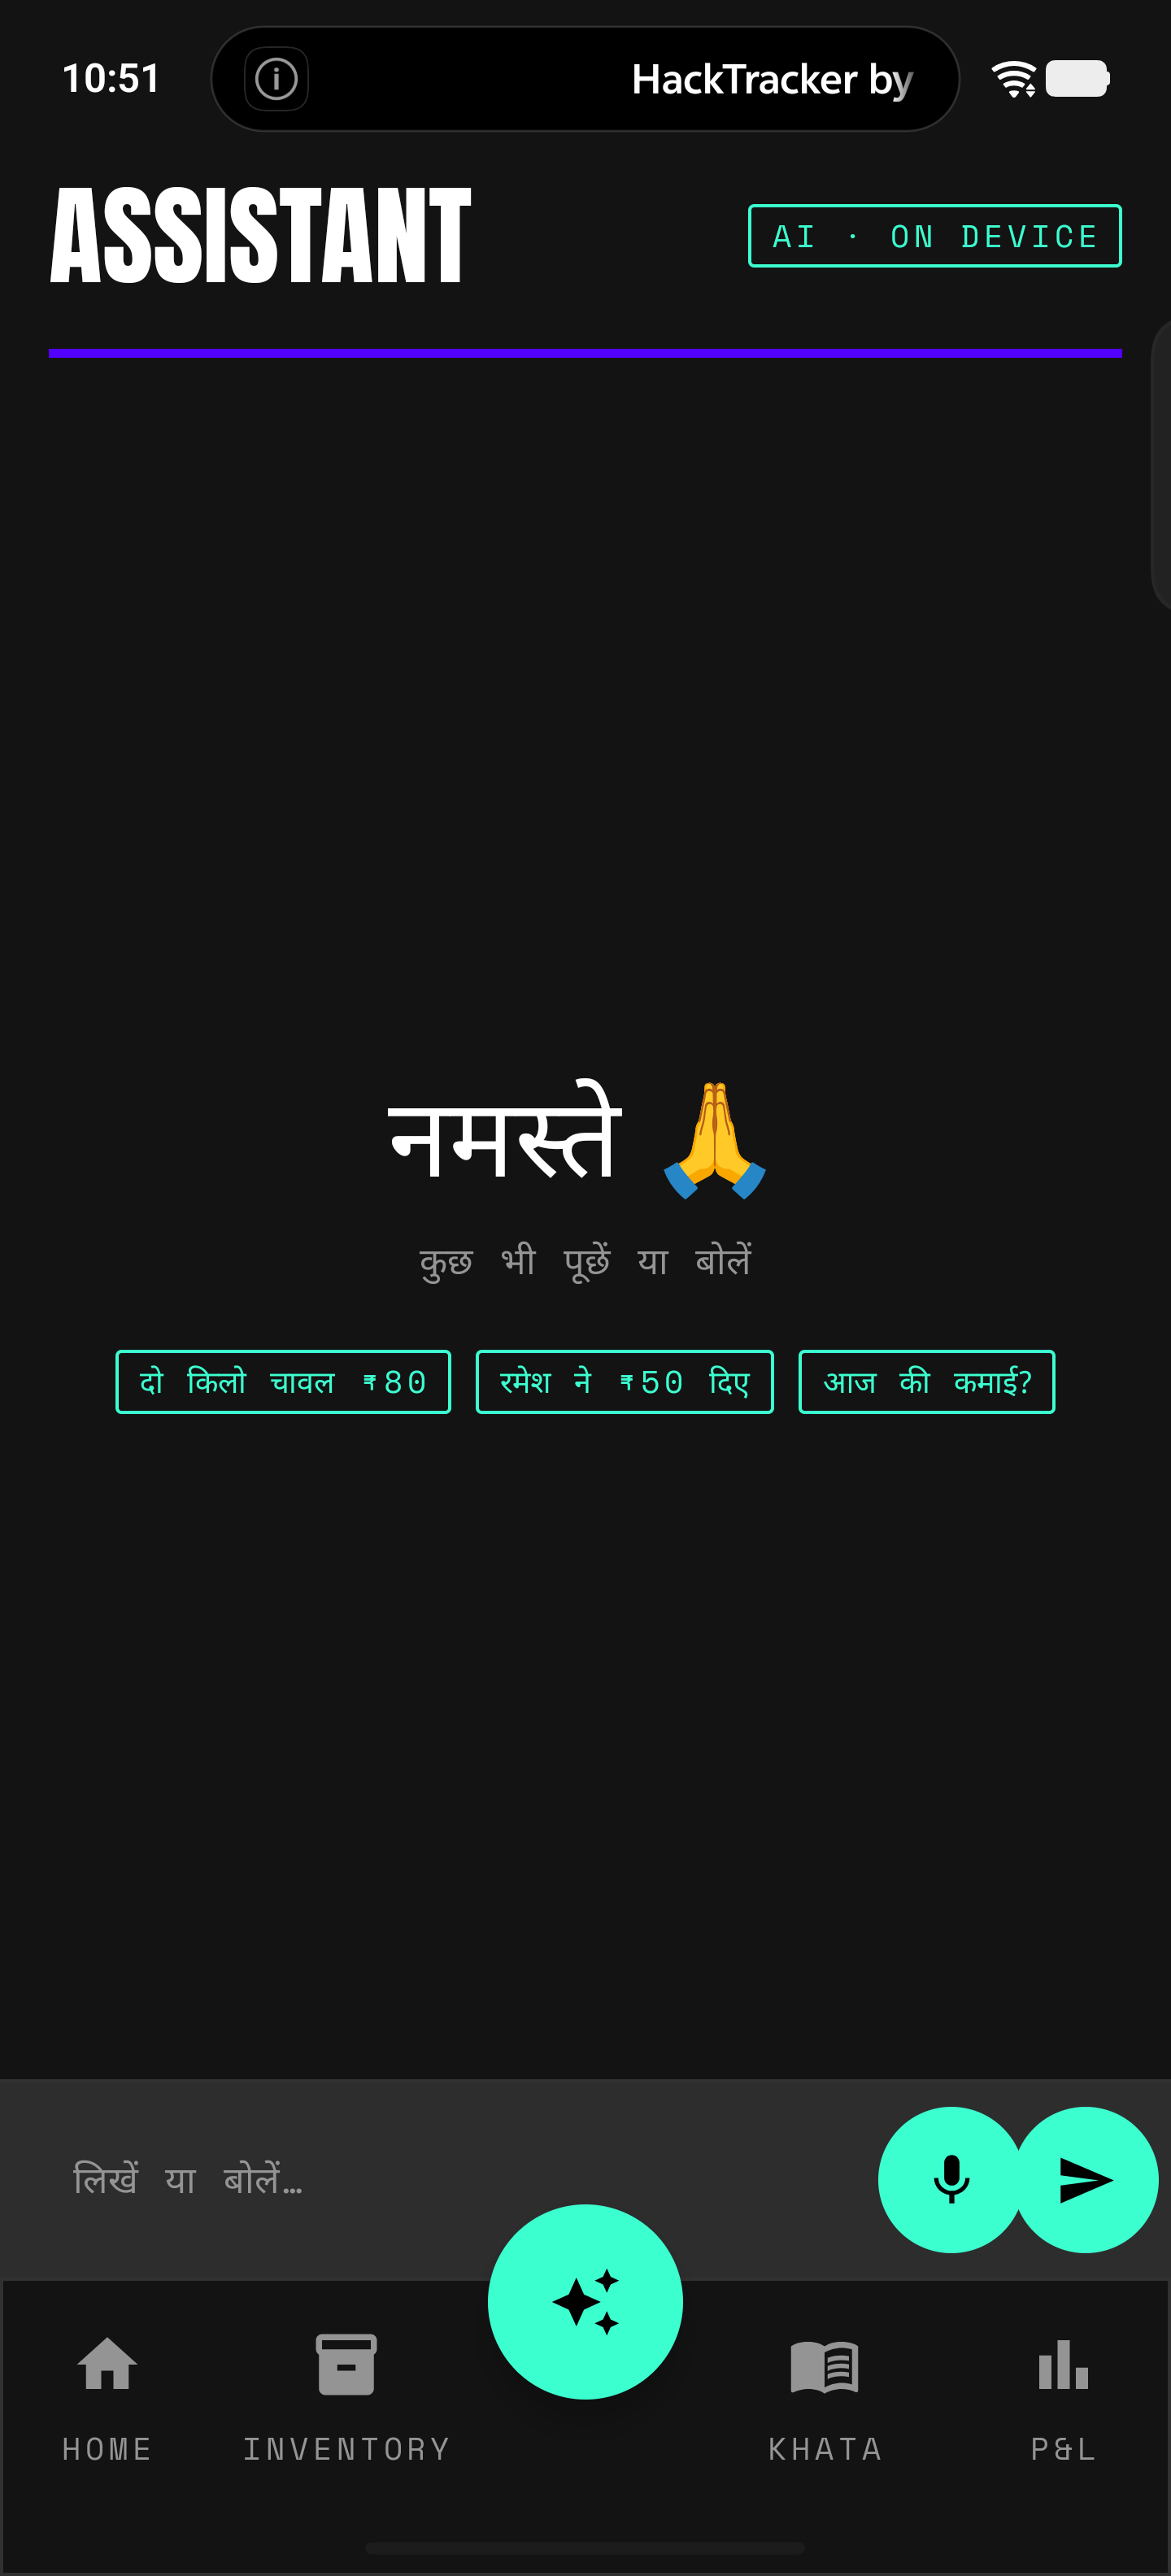 10:51
HackTracker by
ASSISTANT
AI · ON DEVICE
नमस्ते 🙏
कुछ भी पूछें या बोलें
दो किलो चावल ₹80
रमेश ने ₹50 दिए
आज की कमाई?
लिखें या बोलें…
HOME
INVENTORY
KHATA
P&L